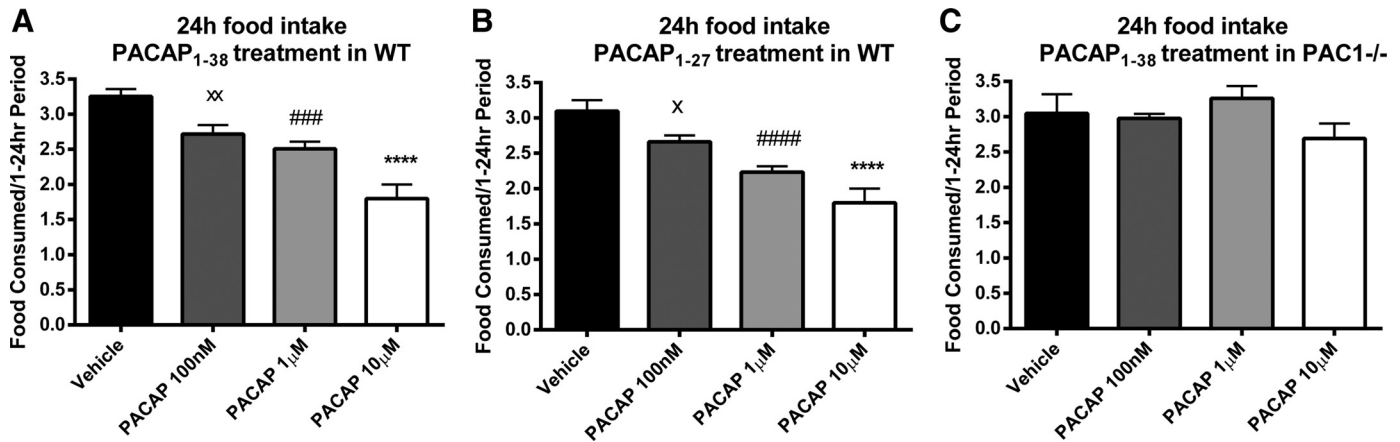 A
24h food intake
PACAP1-38 treatment in WT
Food Consumed/1-24hr Period
3.5
3.0
2.5
2.0
1.5
1.0
0.5
0.0
xx
###
****
Vehicle
PACAP 100nM
PACAP 1μM
PACAP 10μM
B
24h food intake
PACAP1-27 treatment in WT
Food Consumed/1-24hr Period
3.5
3.0
2.5
2.0
1.5
1.0
0.5
0.0
x
####
****
Vehicle
PACAP 100nM
PACAP 1μM
PACAP 10μM
C
24h food intake
PACAP1-38 treatment in PAC1-/-
Food Consumed/1-24hr Period
3.5
3.0
2.5
2.0
1.5
1.0
0.5
0.0
Vehicle
PACAP 100nM
PACAP 1μM
PACAP 10μM